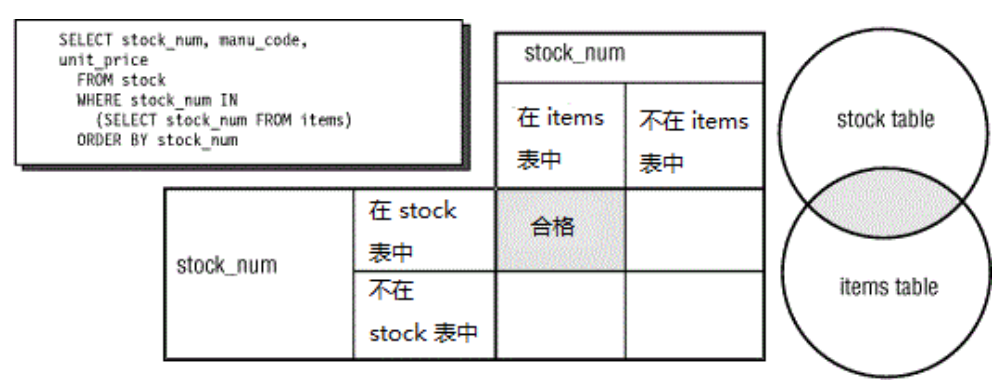 SELECT stock_num, manu_code,
unit_price
FROM stock
WHERE stock_num IN
(SELECT stock_num FROM items)
ORDER BY stock_num
stock_num
在 items
表中
不在 items
表中
stock_num
在 stock
表中
合格
不在
stock 表中
stock table
items table